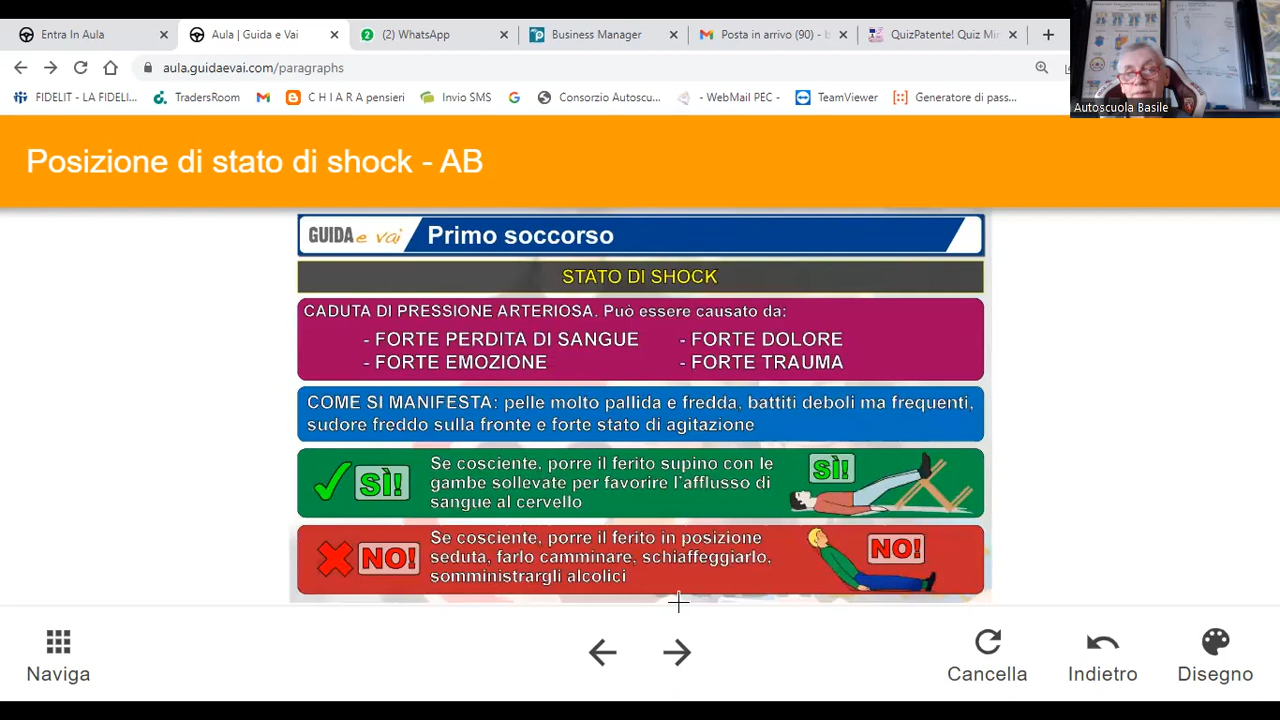 Entra In Aula
Aula | Guida e Vai
(2) WhatsApp
Business Manager
Posta in arrivo (90) - b
QuizPatente! Quiz Min
aula.guidaevai.com/paragraphs
FIDELIT - LA FIDELI...
TradersRoom
C H I A R A pensieri
Invio SMS
Consorzio Autoscu...
- WebMail PEC -
TeamViewer
Generatore di pass...
Autoscuola Basile
Posizione di stato di shock - AB
GUIDA e vai
Primo soccorso
STATO DI SHOCK
CADUTA DI PRESSIONE ARTERIOSA. Può essere causato da:
- FORTE PERDITA DI SANGUE - FORTE DOLORE
- FORTE EMOZIONE - FORTE TRAUMA
COME SI MANIFESTA: pelle molto pallida e fredda, battiti deboli ma frequenti,
sudore freddo sulla fronte e forte stato di agitazione
SÌ!
Se cosciente, porre il ferito supino con le
gambe sollevate per favorire l'afflusso di
sangue al cervello
SÌ!
NO!
Se cosciente, porre il ferito in posizione
seduta, farlo camminare, schiaffeggiarlo,
somministrargli alcolici
NO!
Naviga
Cancella
Indietro
Disegno